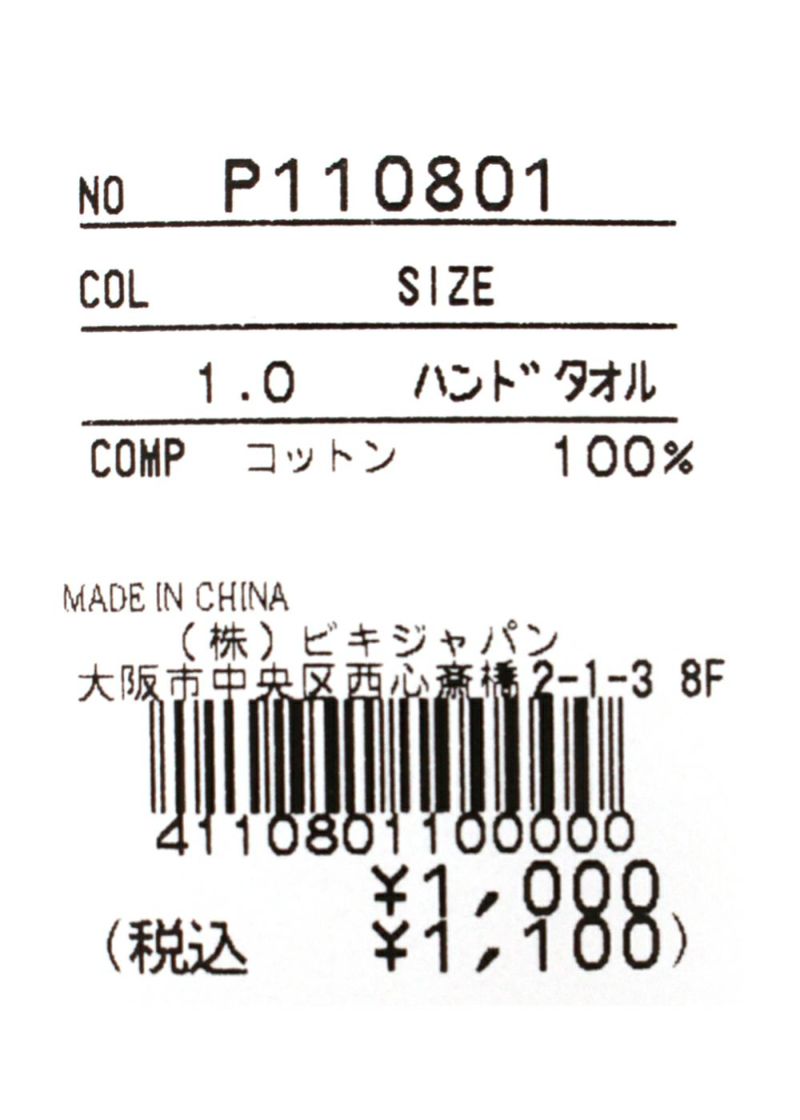 NO P110801
COL SIZE
1.0 ハンドタオル
COMP コットン 100%
MADE IN CHINA
(株)ビキジャパン
大阪市中央区西心斎橋2-1-3 8F
4110801100000
¥1,000
(税込 ¥1,100)